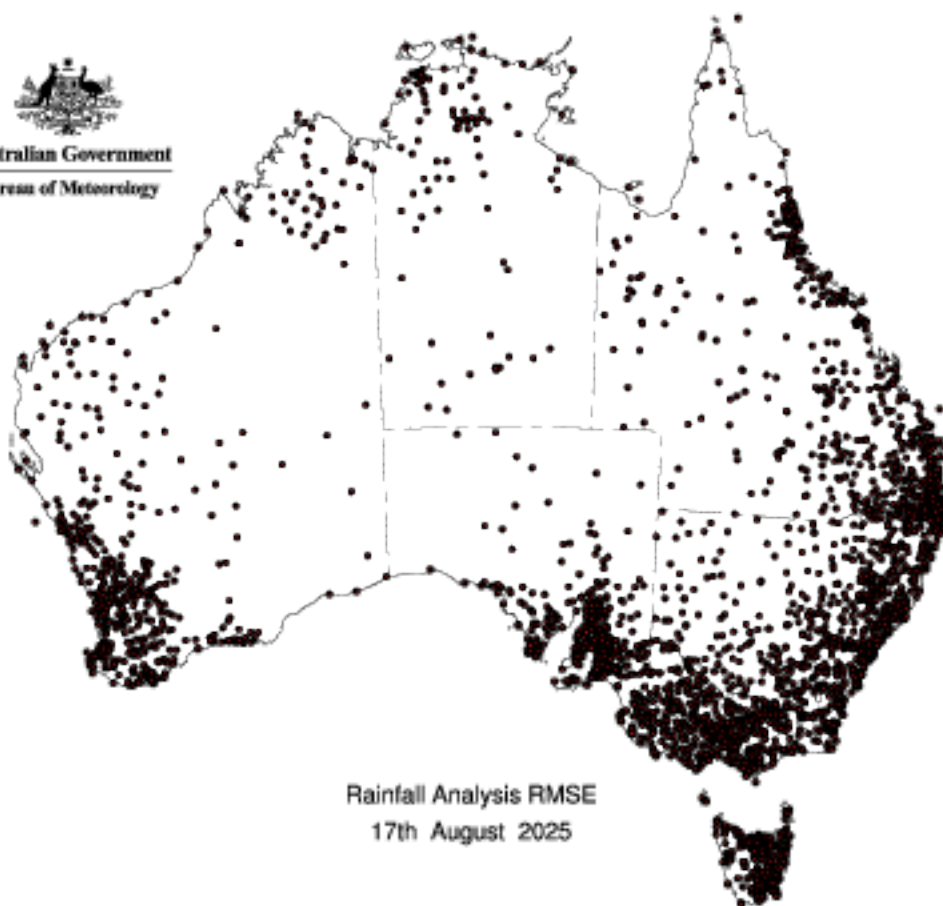 tralian Government
reau of Meteorology
Rainfall Analysis RMSE
17th August 2025